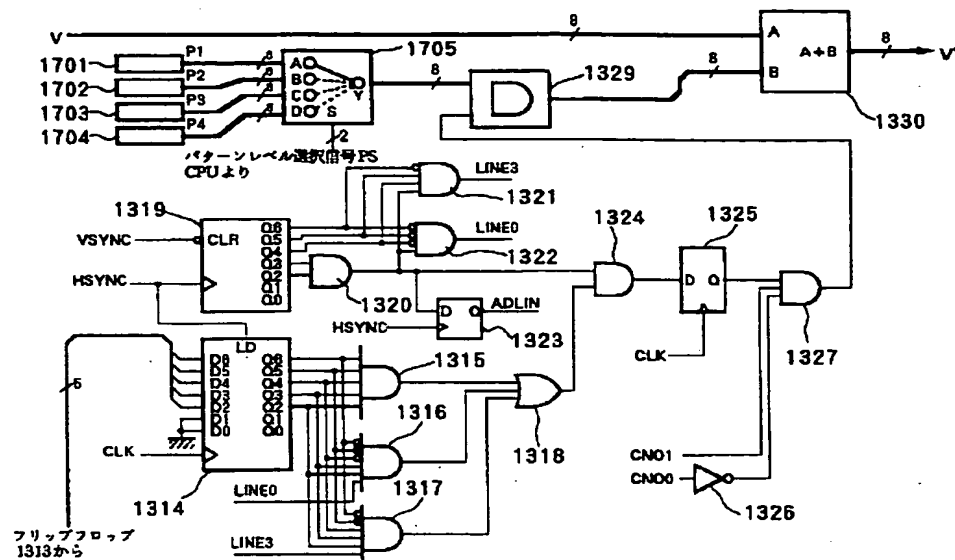 V
8
8
V'
A
A+B
B
8
1330
1701
P1
8
1702
P2
8
1703
P3
8
1704
P4
8
1705
A
B
C
D
S
Y
8
1329
2
パターンレベル選択信号PS
CPUより
LINE3
1321
LINE0
1322
1319
VSYNC
CLR
HSYNC
Q6
Q5
Q4
Q3
Q2
Q1
Q0
1320
HSYNC
D
Q
ADLIN
1323
1324
1325
D
Q
CLK
1327
CNO1
CNO0
1326
5
LD
D6
D5
D4
D3
D2
D1
D0
Q6
Q5
Q4
Q3
Q2
Q1
Q0
CLK
1314
1315
1316
1317
1318
LINE0
LINE3
フリップフロップ
1313から